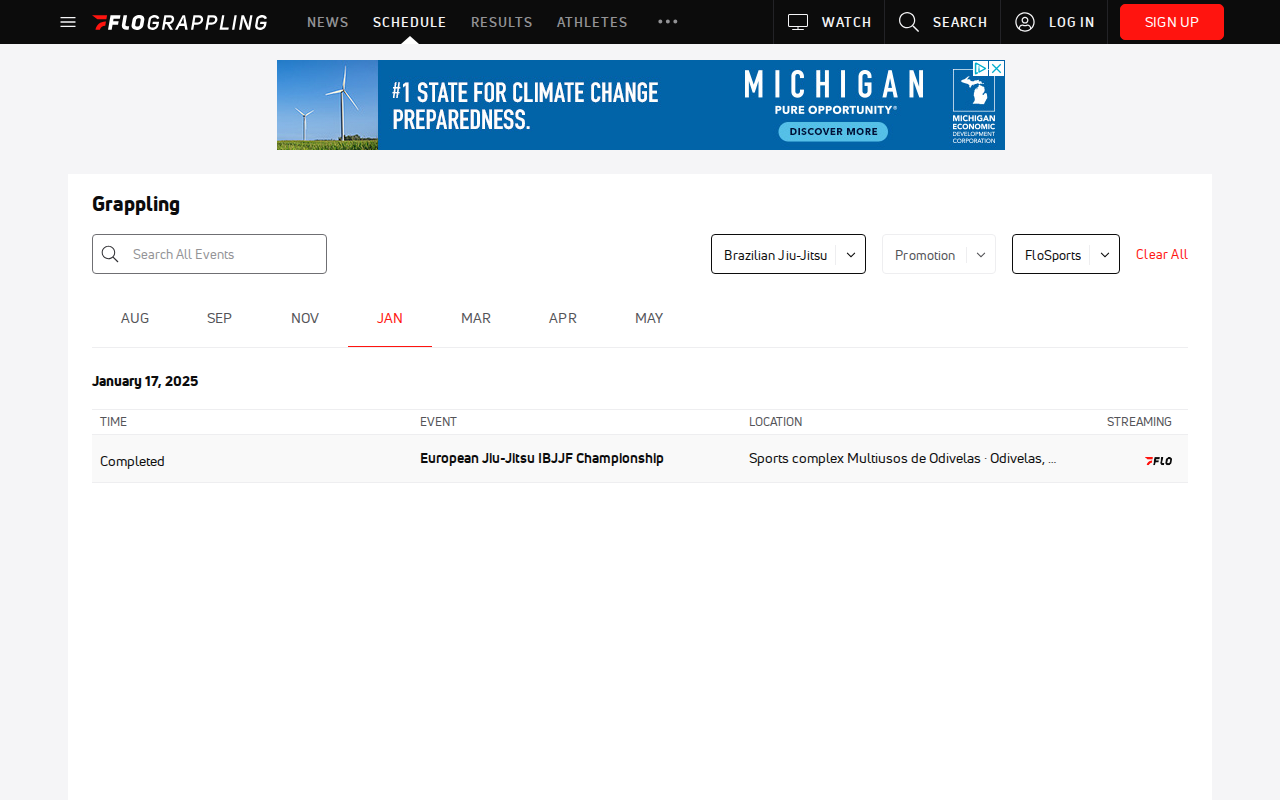 FLOGRAPPLING NEWS SCHEDULE RESULTS ATHLETES WATCH SEARCH LOG IN SIGN UP
#1 STATE FOR CLIMATE CHANGE
PREPAREDNESS.
MICHIGAN
PURE OPPORTUNITY®
DISCOVER MORE
MICHIGAN
ECONOMIC
DEVELOPMENT
CORPORATION
Grappling
Search All Events Brazilian Jiu-Jitsu Promotion FloSports Clear All
AUG SEP NOV JAN MAR APR MAY
January 17, 2025
TIME EVENT LOCATION STREAMING
Completed European Jiu-Jitsu IBJJF Championship Sports complex Multiusos de Odivelas · Odivelas, ... FLO